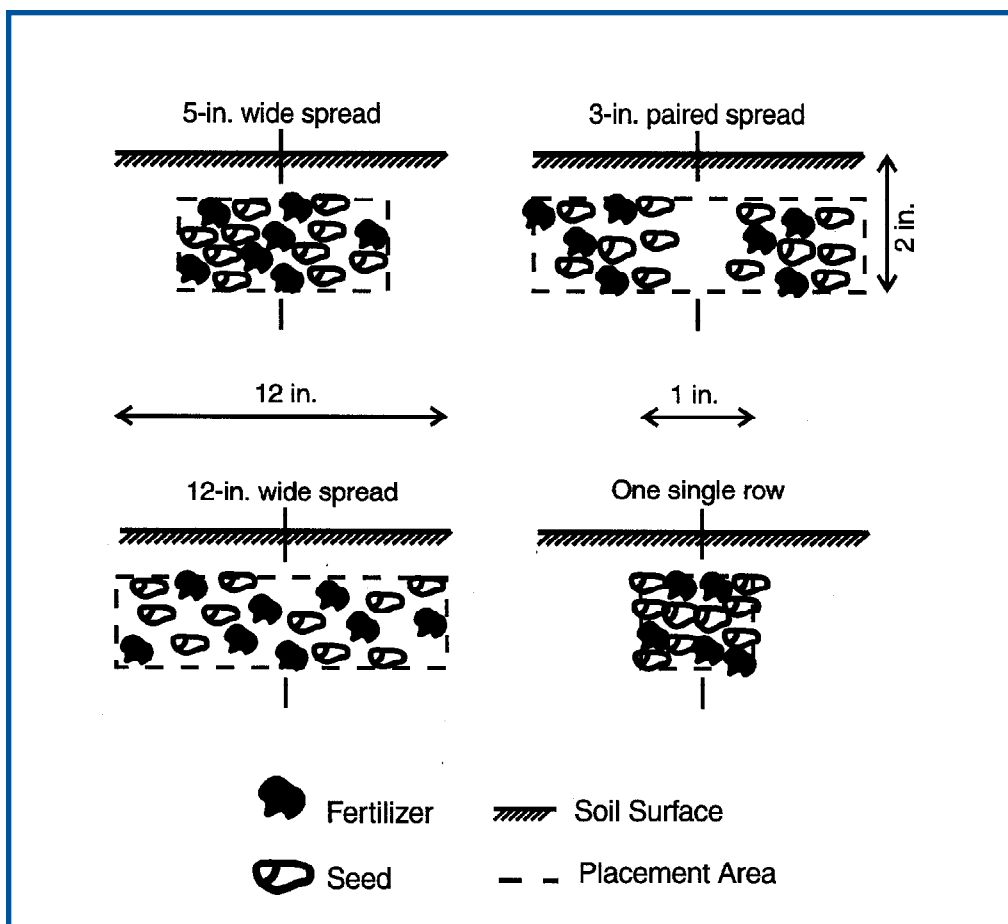 5-in. wide spread
3-in. paired spread
2 in.
12 in.
1 in.
12-in. wide spread
One single row
Fertilizer
Soil Surface
Seed
Placement Area